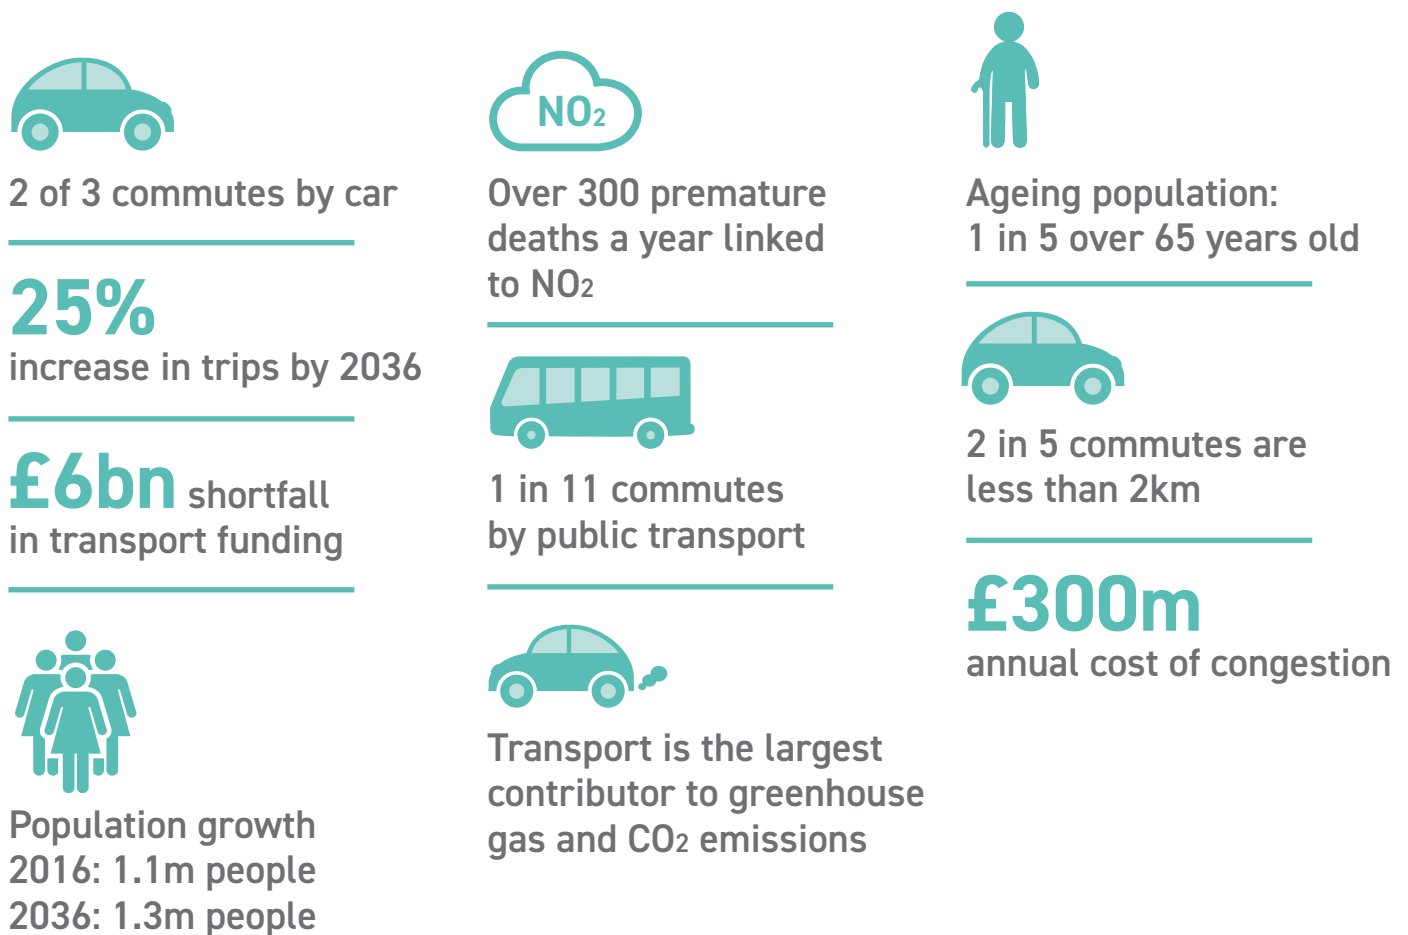 2 of 3 commutes by car
25%
increase in trips by 2036
£6bn shortfall
in transport funding
Population growth
2016: 1.1m people
2036: 1.3m people
NO2
Over 300 premature
deaths a year linked
to NO2
1 in 11 commutes
by public transport
Transport is the largest
contributor to greenhouse
gas and CO2 emissions
Ageing population:
1 in 5 over 65 years old
2 in 5 commutes are
less than 2km
£300m
annual cost of congestion